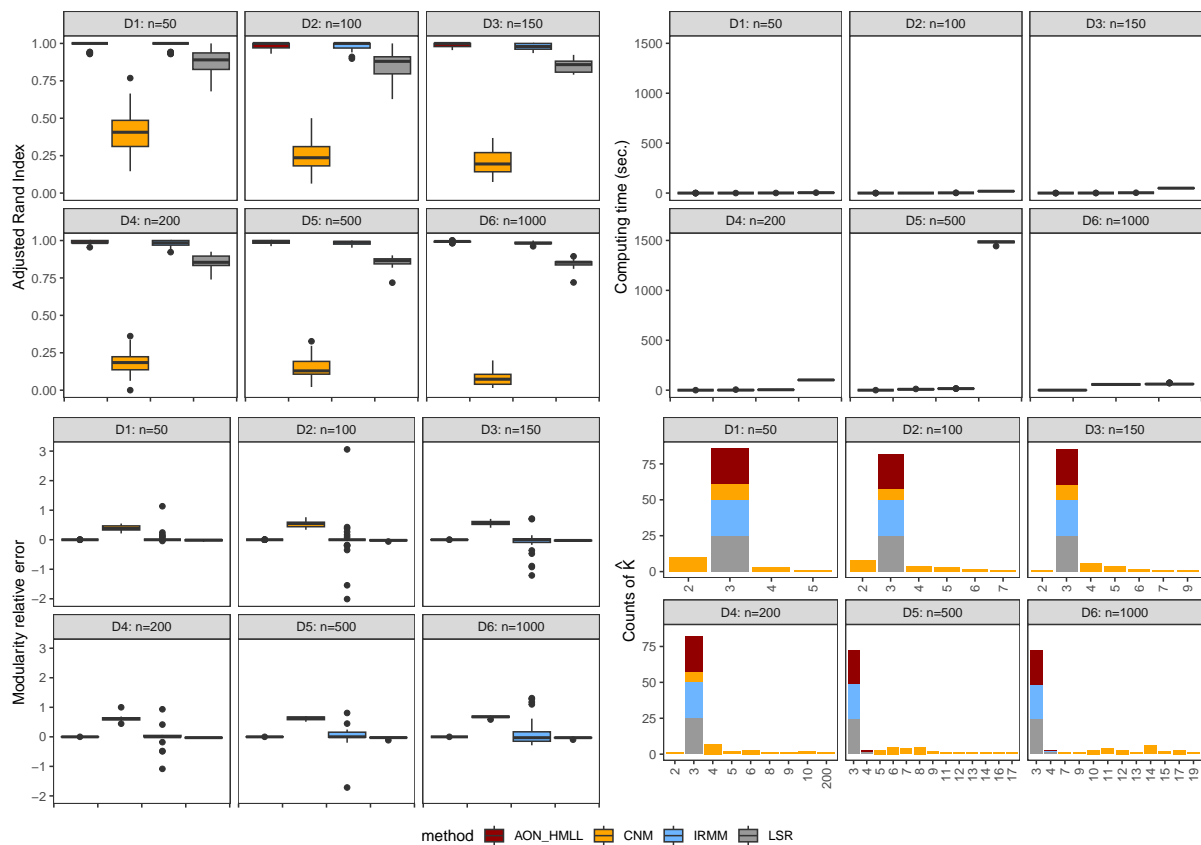 D1: n=50
D2: n=100
D3: n=150
1.00
0.75
0.50
0.25
0.00
D4: n=200
D5: n=500
D6: n=1000
1.00
0.75
0.50
0.25
0.00
Adjusted Rand Index
D1: n=50
D2: n=100
D3: n=150
1500
1000
500
0
D4: n=200
D5: n=500
D6: n=1000
1500
1000
500
0
Computing time (sec.)
D1: n=50
D2: n=100
D3: n=150
3
2
1
0
−1
−2
D4: n=200
D5: n=500
D6: n=1000
3
2
1
0
−1
−2
Modularity relative error
D1: n=50
D2: n=100
D3: n=150
75
50
25
0
2 3 4 5
2 3 4 5 6 7
2 3 4 5 6 7 9
D4: n=200
D5: n=500
D6: n=1000
75
50
25
0
2 3 4 5 6 8 9 10 200
3 4 5 6 7 8 9 11 12 13 14 16 17
3 4 7 9 10 11 12 13 14 15 17 19
Counts of K̂
method AON_HMLL CNM IRMM LSR